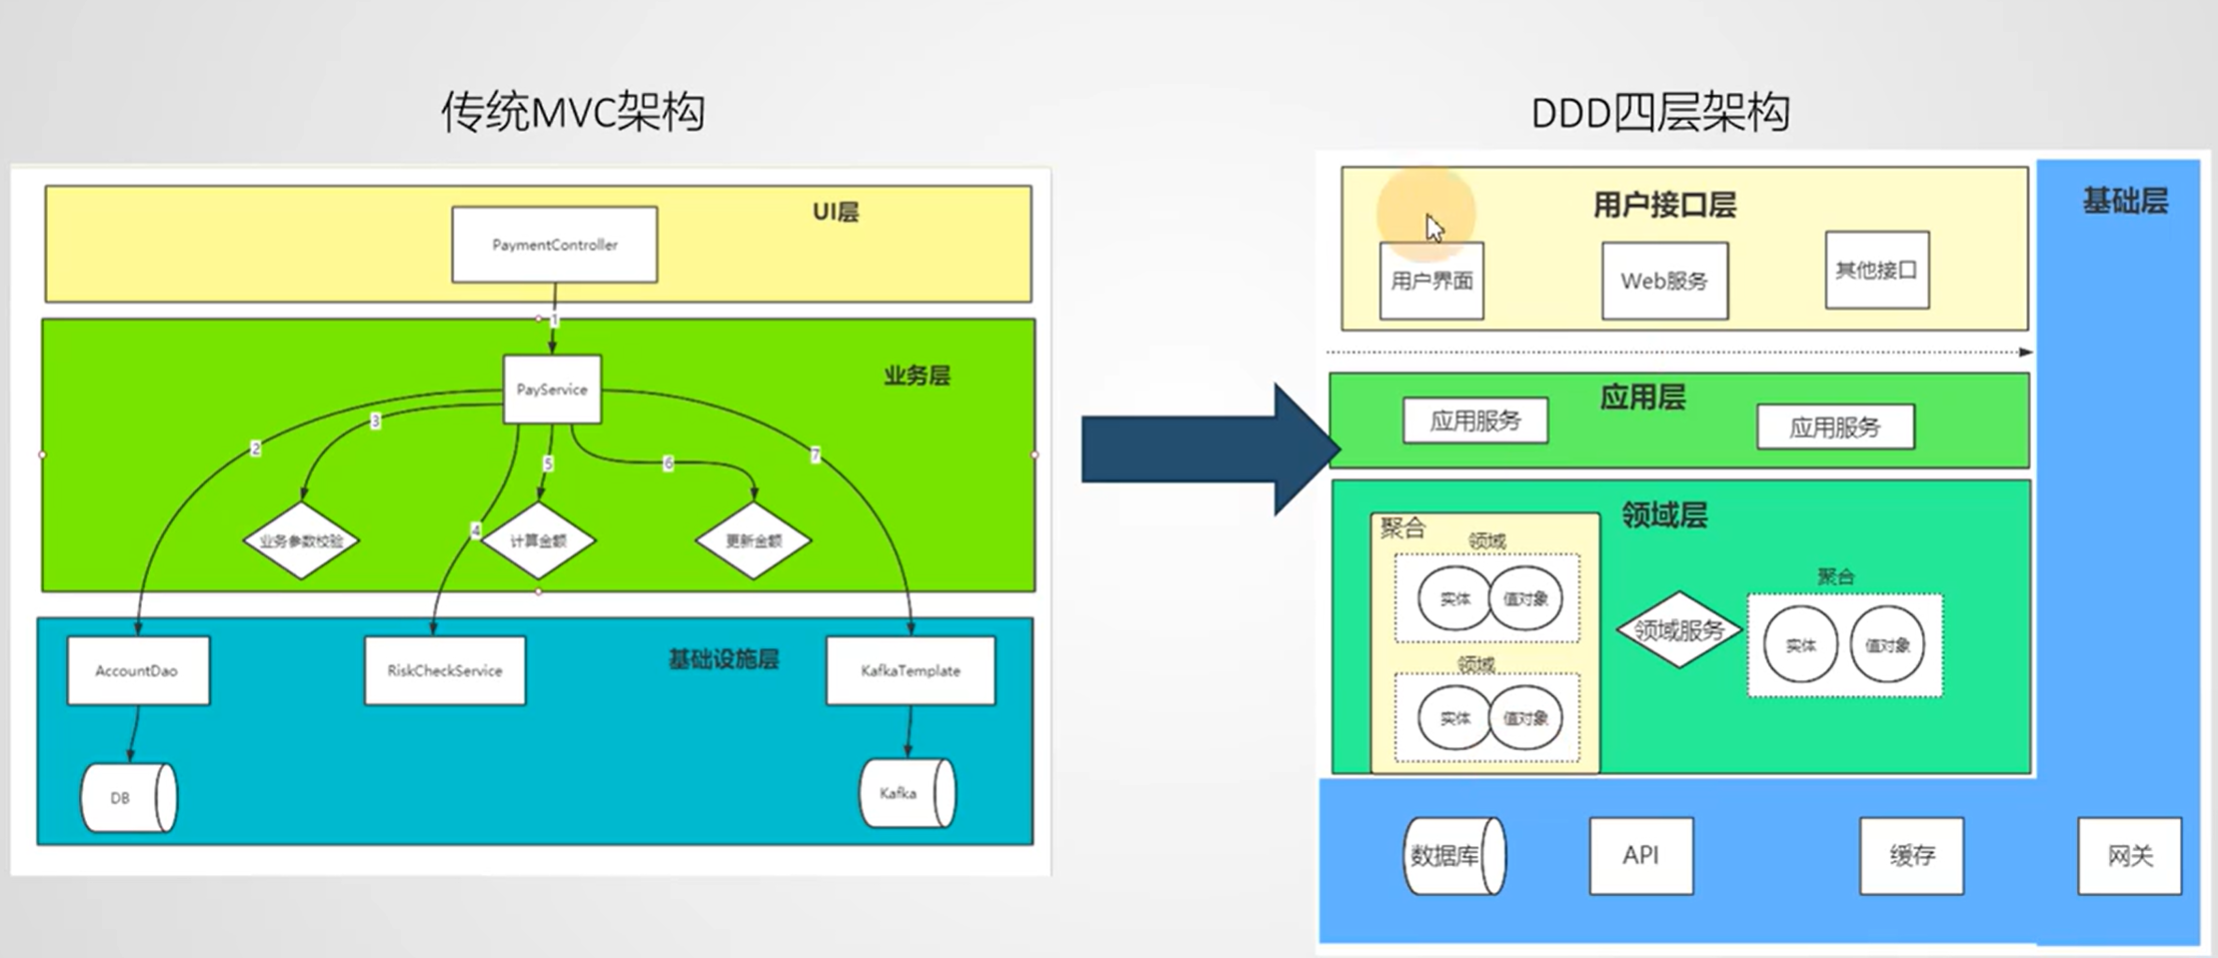 传统MVC架构
UI层
PaymentController
1
业务层
PayService
2
3
4
5
6
7
业务参数校验
计算金额
更新金额
基础设施层
AccountDao
RiskCheckService
KafkaTemplate
DB
Kafka
DDD四层架构
用户接口层
基础层
用户界面
Web服务
其他接口
应用层
应用服务
应用服务
领域层
聚合
领域
实体
值对象
领域
实体
值对象
领域服务
聚合
实体
值对象
数据库
API
缓存
网关